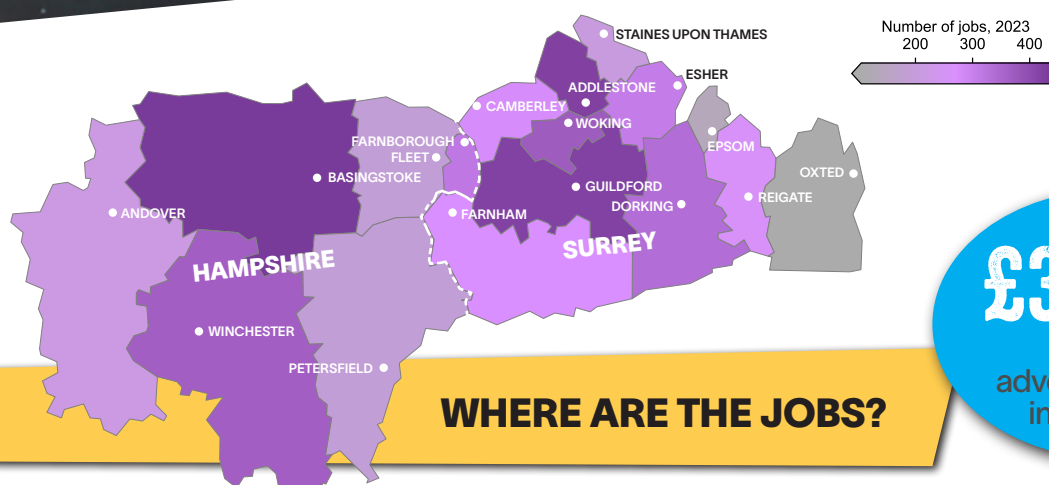 Number of jobs, 2023
200 300 400
STAINES UPON THAMES
ESHER
ADDLESTONE
CAMBERLEY
WOKING
FARNBOROUGH
FLEET
EPSOM
BASINGSTOKE
OXTED
GUILDFORD
REIGATE
DORKING
ANDOVER
FARNHAM
SURREY
HAMPSHIRE
WINCHESTER
PETERSFIELD
WHERE ARE THE JOBS?
£3